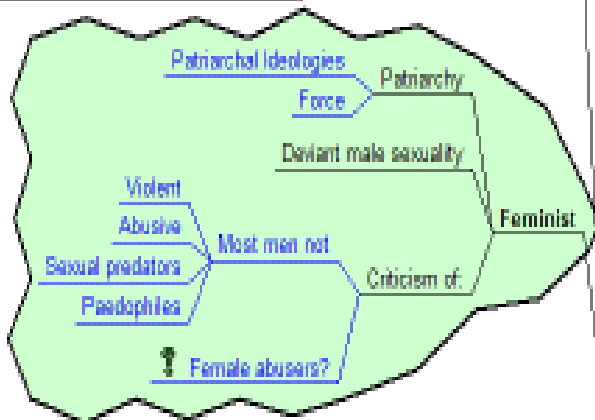 Patriarchal Ideologies
Patriarchy
Force
Deviant male sexuality
Violent
Feminist
Abusive
Most men not
Sexual predators
Criticism of:
Paedophiles
! Female abusers?